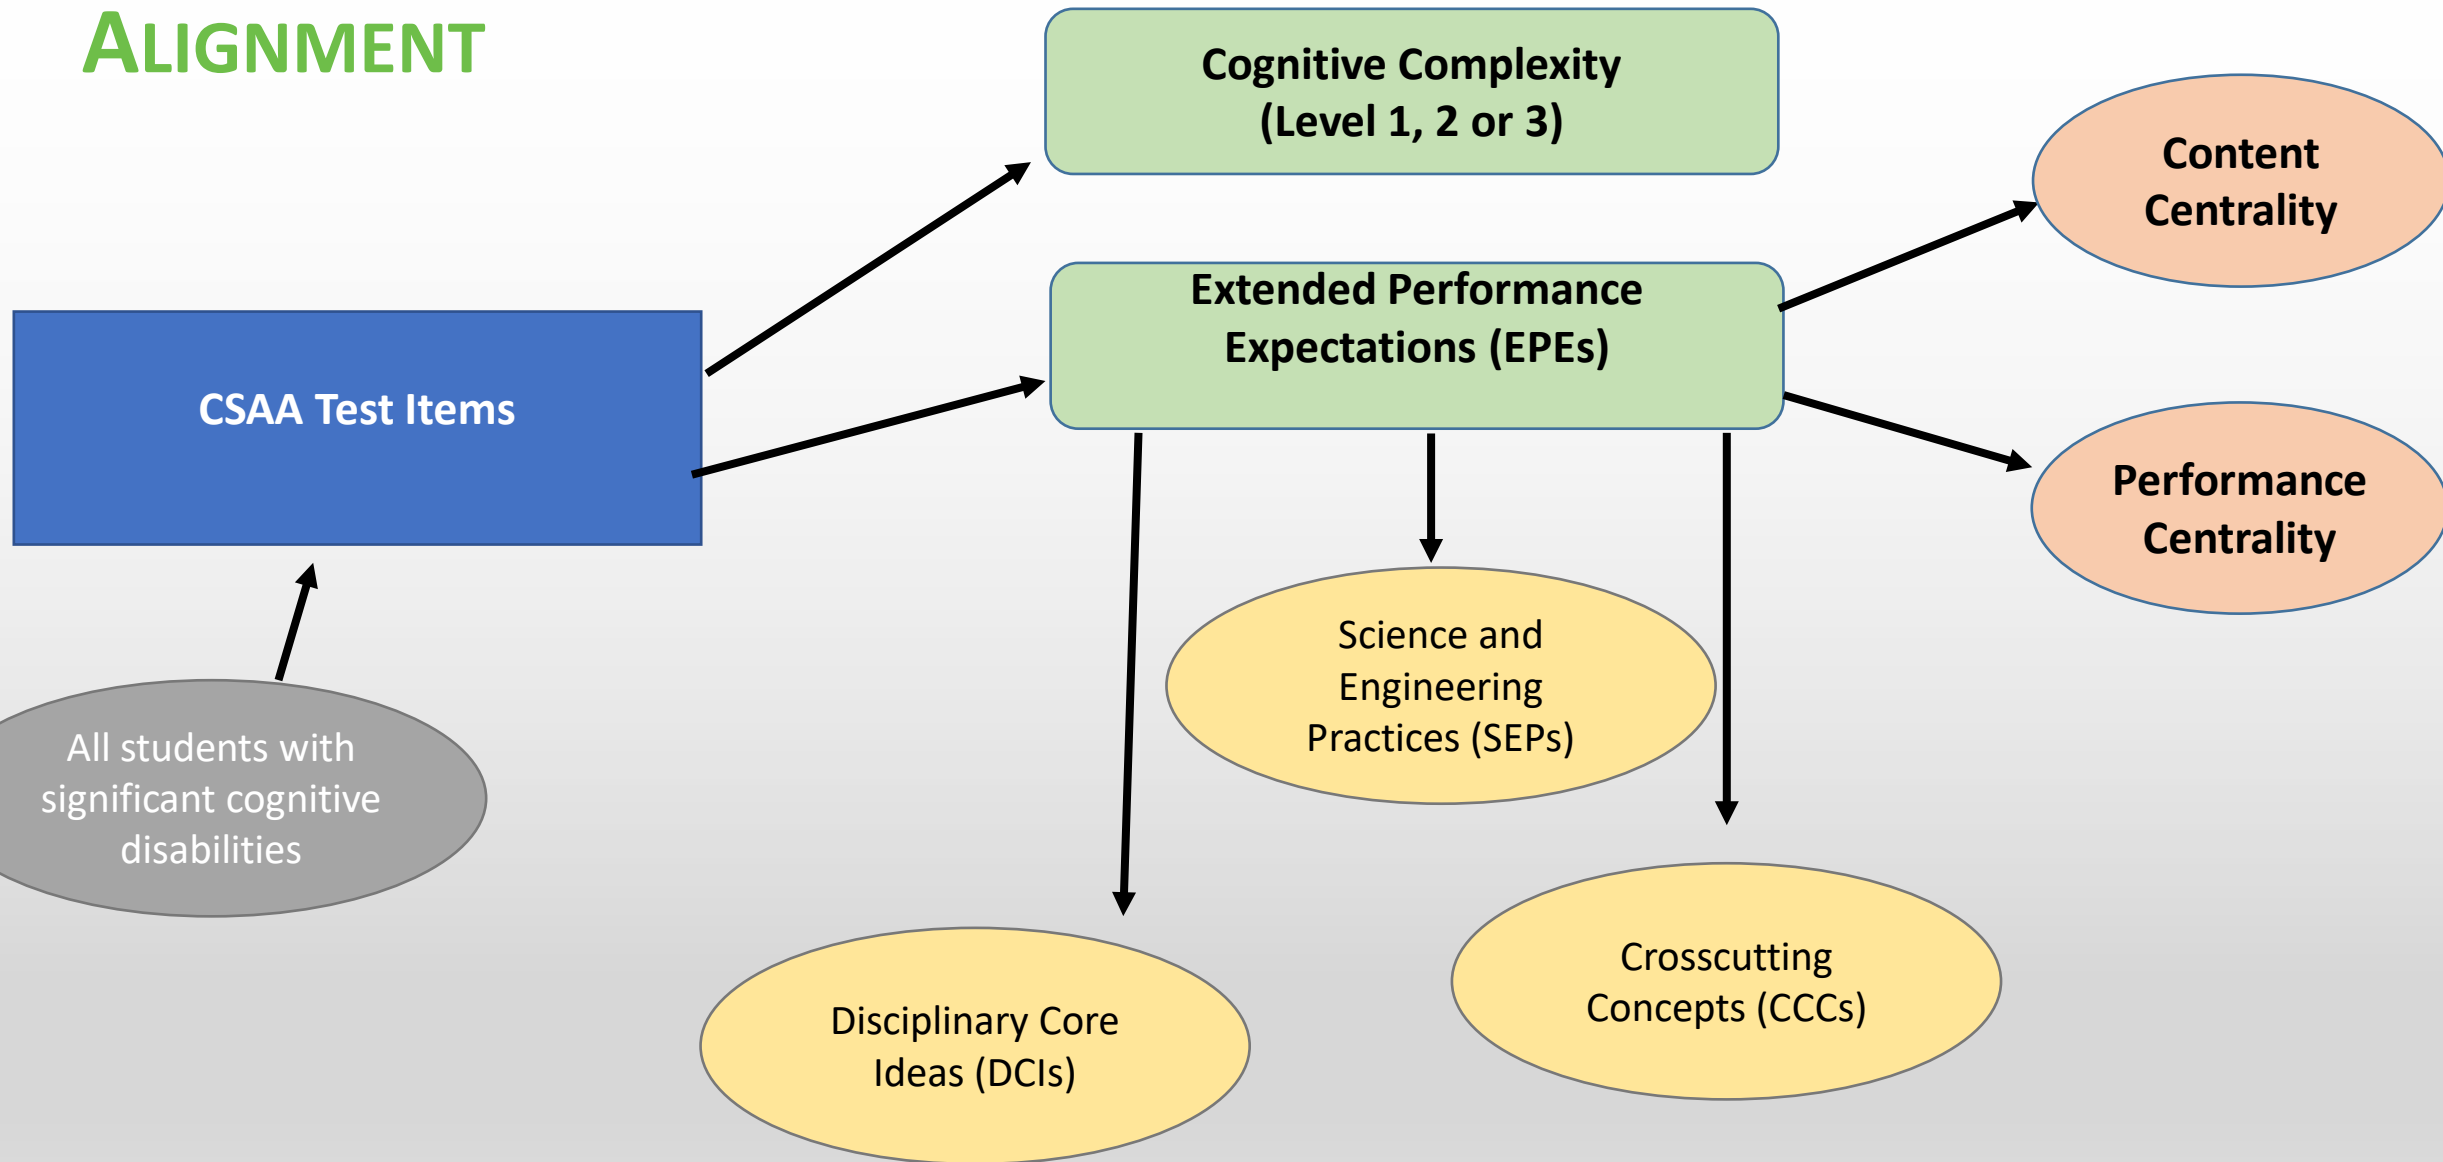 ALIGNMENT
Cognitive Complexity
(Level 1, 2 or 3)
Content
Centrality
Extended Performance
Expectations (EPEs)
CSAA Test Items
Performance
Centrality
Science and
Engineering
Practices (SEPs)
All students with
significant cognitive
disabilities
Crosscutting
Concepts (CCCs)
Disciplinary Core
Ideas (DCIs)